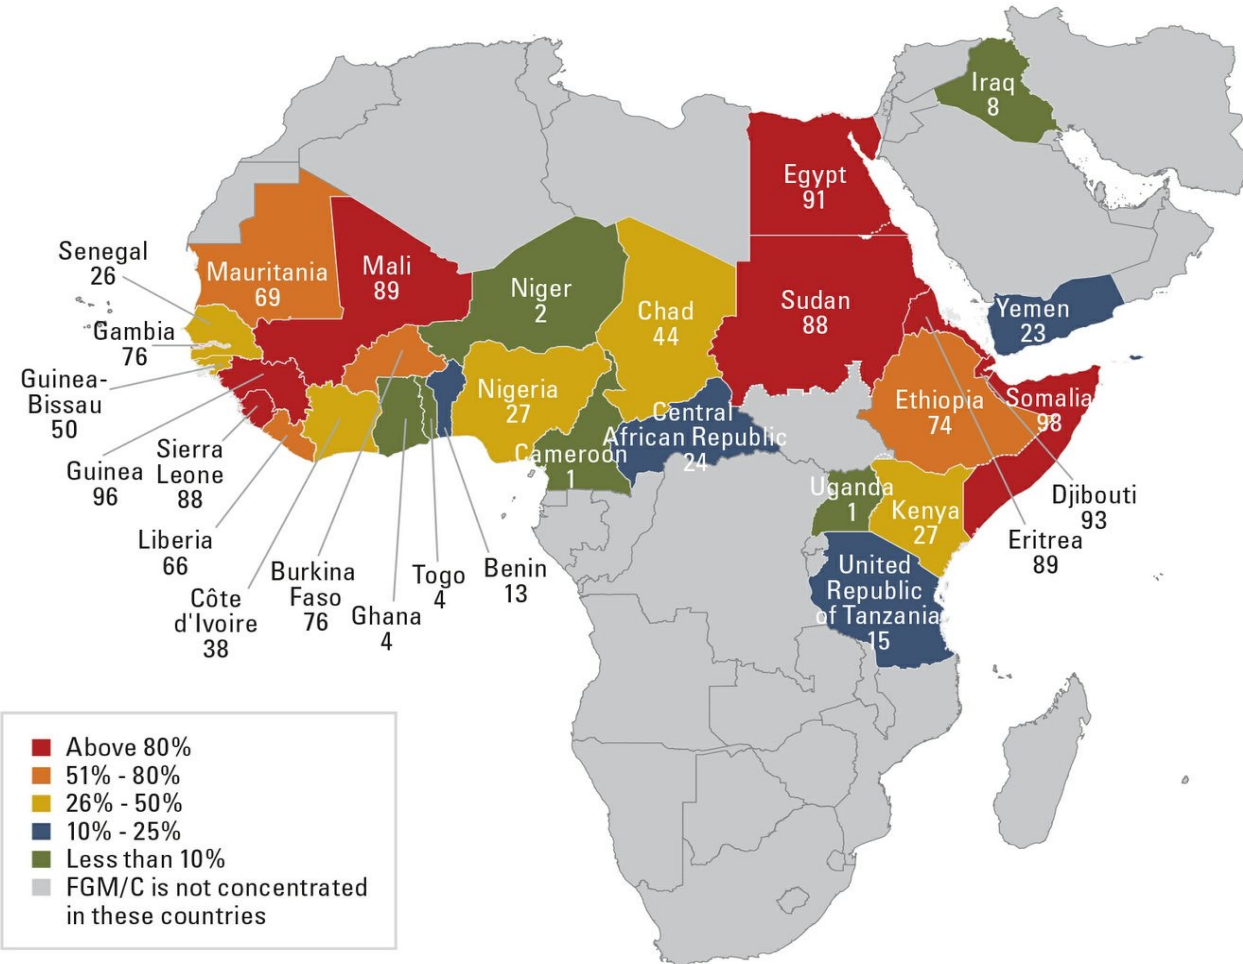 Iraq
8
Egypt
91
Senegal
26
Mauritania
69
Mali
89
Niger
2
Chad
44
Sudan
88
Yemen
23
Gambia
76
Guinea-
Bissau
50
Guinea
96
Sierra
Leone
88
Nigeria
27
Central
African Republic
24
Cameroon
1
Ethiopia
74
Somalia
98
Djibouti
93
Eritrea
89
Uganda
1
Kenya
27
Liberia
66
Côte
d'Ivoire
38
Burkina
Faso
76
Ghana
4
Togo
4
Benin
13
United
Republic
of Tanzania
15
Above 80%
51% - 80%
26% - 50%
10% - 25%
Less than 10%
FGM/C is not concentrated
in these countries